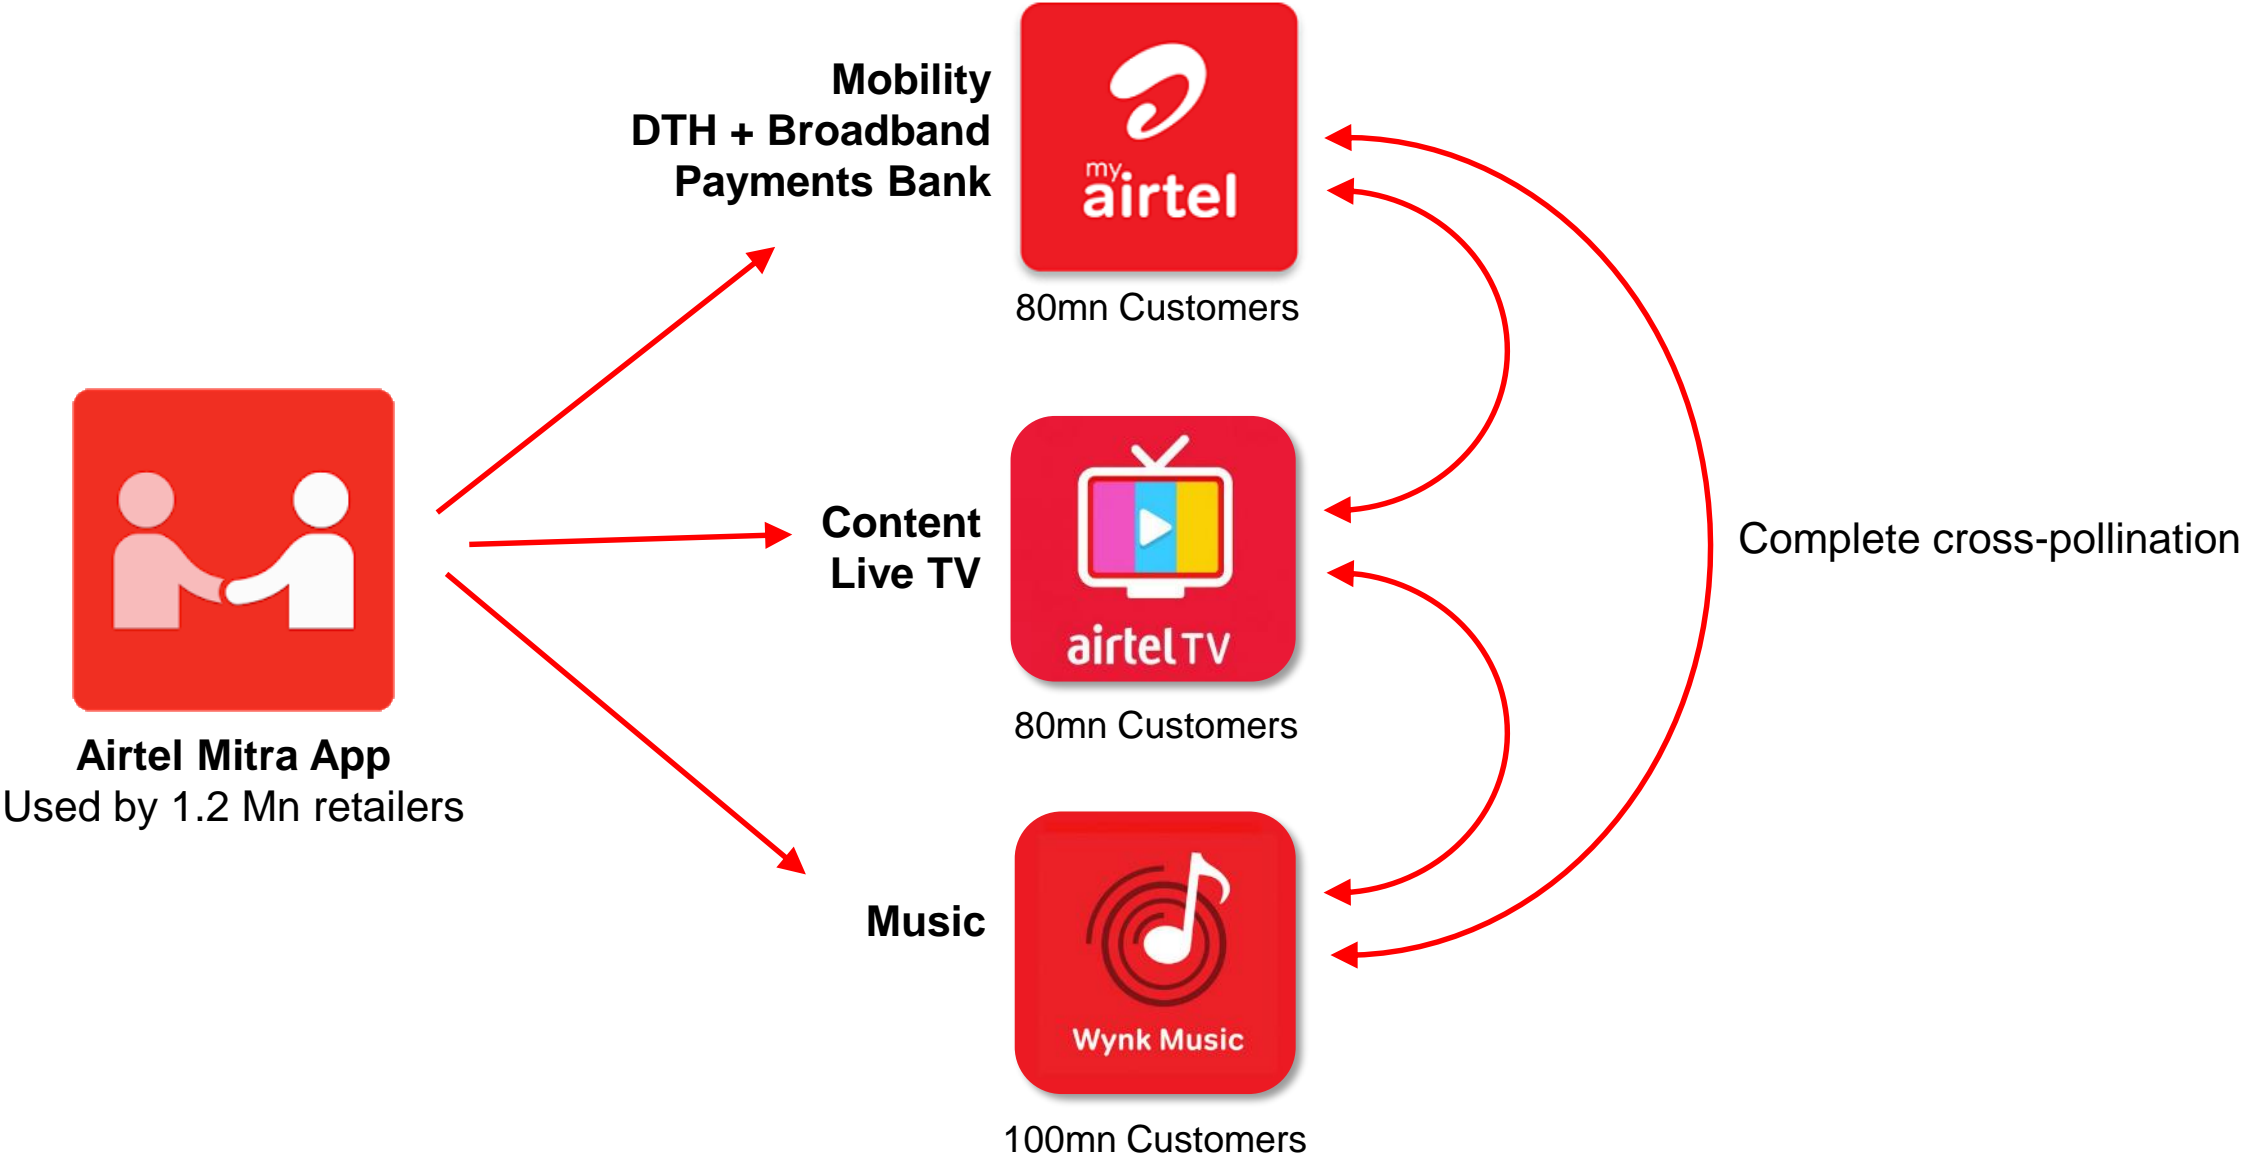 Mobility
DTH + Broadband
Payments Bank
my
airtel
80mn Customers
Airtel Mitra App
Used by 1.2 Mn retailers
Content
Live TV
airtel TV
80mn Customers
Complete cross-pollination
Music
Wynk Music
100mn Customers